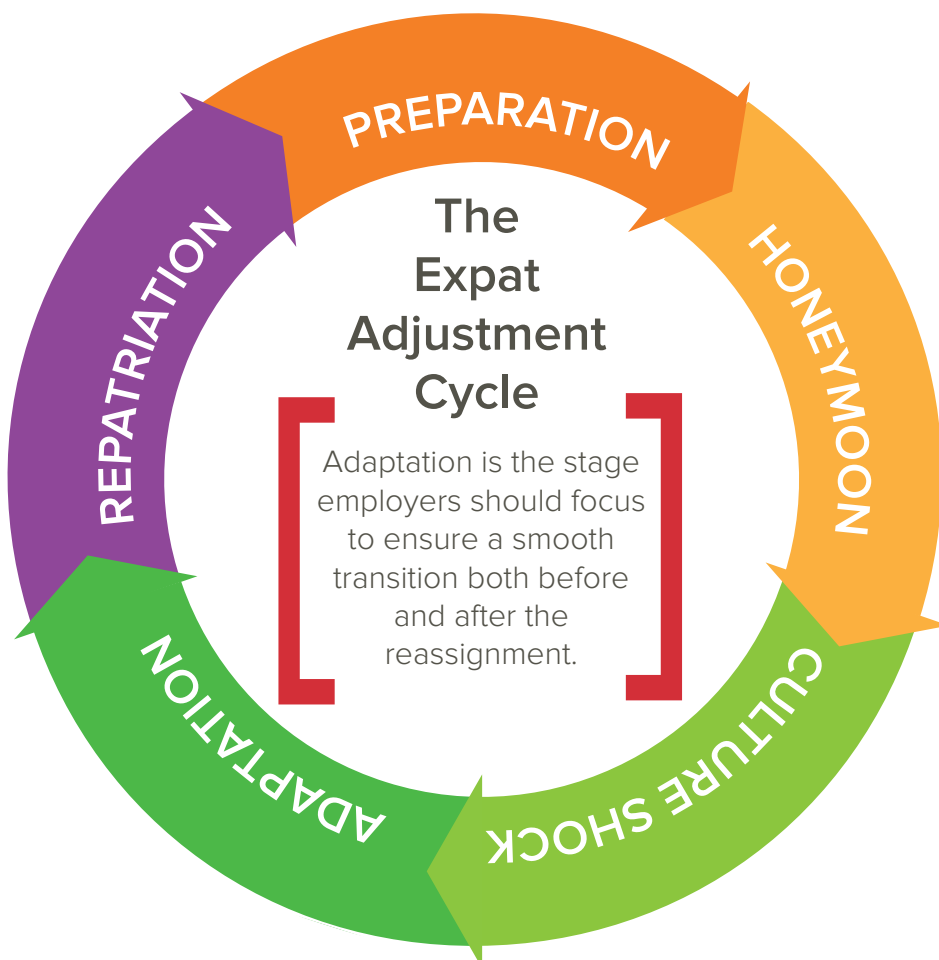 PREPARATION
HONEYMOON
CULTURE SHOCK
ADAPTATION
REPATRIATION
The
Expat
Adjustment
Cycle
Adaptation is the stage
employers should focus
to ensure a smooth
transition both before
and after the
reassignment.